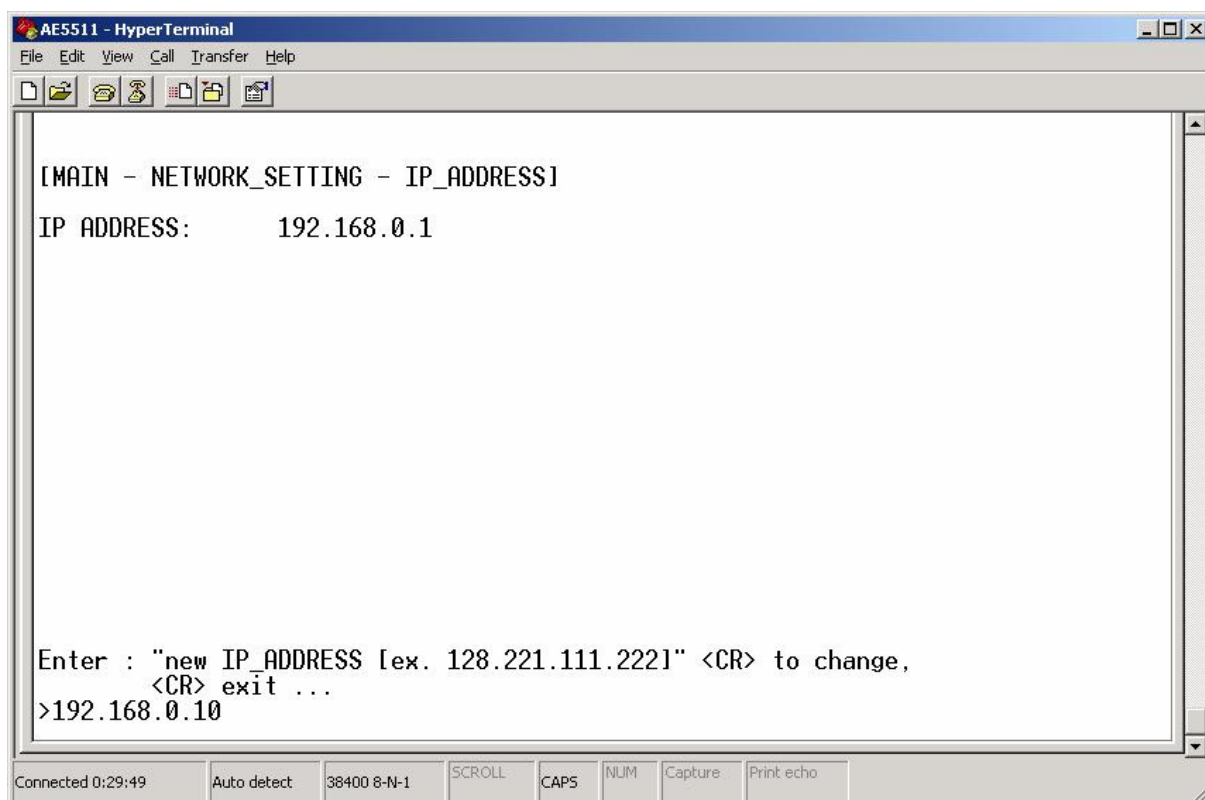 AE5511 - HyperTerminal
File Edit View Call Transfer Help
[MAIN - NETWORK_SETTING - IP_ADDRESS]
IP ADDRESS: 192.168.0.1
Enter : "new IP_ADDRESS [ex. 128.221.111.222]" <CR> to change,
<CR> exit ...
>192.168.0.10
Connected 0:29:49 Auto detect 38400 8-N-1 SCROLL CAPS NUM Capture Print echo